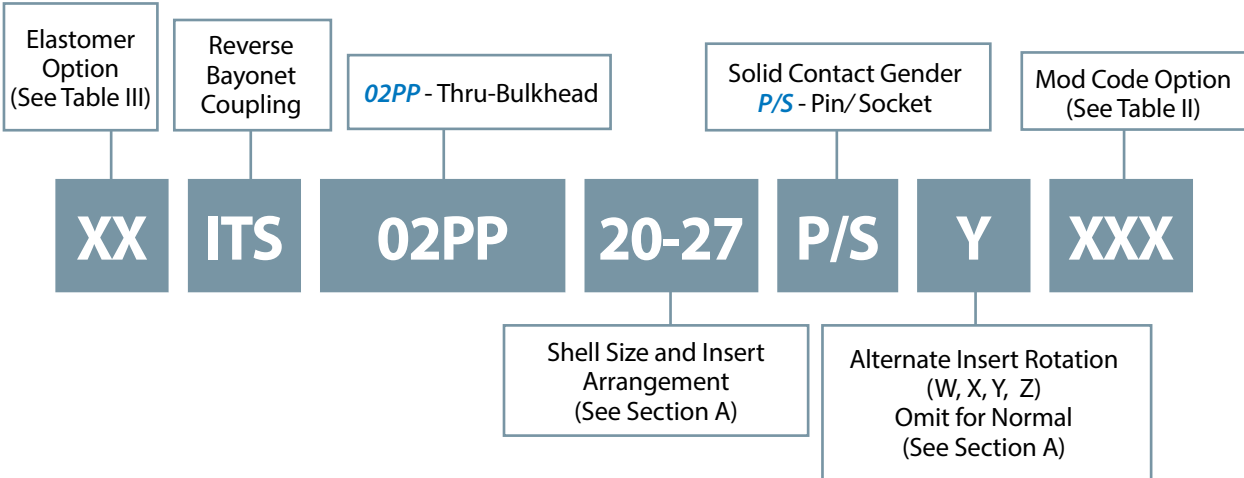 Elastomer
Option
(See Table III)
Reverse
Bayonet
Coupling
02PP - Thru-Bulkhead
Solid Contact Gender
P/S - Pin/ Socket
Mod Code Option
(See Table II)
XX ITS 02PP 20-27 P/S Y XXX
Shell Size and Insert
Arrangement
(See Section A)
Alternate Insert Rotation
(W, X, Y, Z)
Omit for Normal
(See Section A)